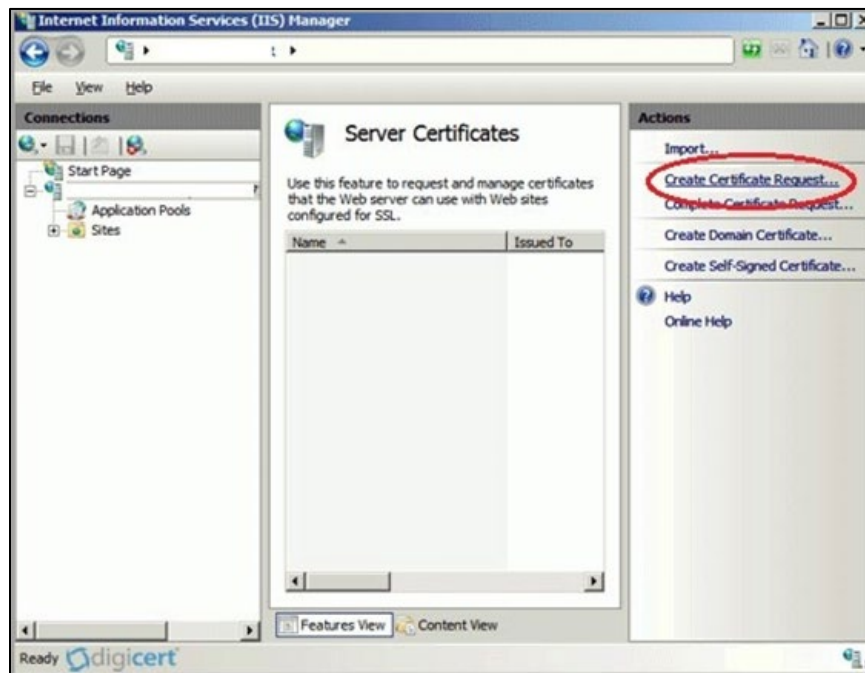 Internet Information Services (IIS) Manager
File View Help
Connections
Start Page
Application Pools
Sites
Server Certificates
Use this feature to request and manage certificates
that the Web server can use with Web sites
configured for SSL.
Name Issued To
Features View Content View
Actions
Import...
Create Certificate Request...
Complete Certificate Request...
Create Domain Certificate...
Create Self-Signed Certificate...
Help
Online Help
Ready digicert